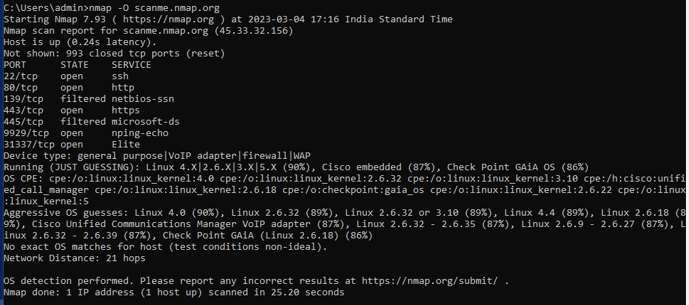 C:\Users\admin>nmap -O scanme.nmap.org
Starting Nmap 7.93 ( https://nmap.org ) at 2023-03-04 17:16 India Standard Time
Nmap scan report for scanme.nmap.org (45.33.32.156)
Host is up (0.24s latency).
Not shown: 993 closed tcp ports (reset)
PORT      STATE    SERVICE
22/tcp    open     ssh
80/tcp    open     http
139/tcp   filtered netbios-ssn
443/tcp   open     https
445/tcp   filtered microsoft-ds
9929/tcp  open     nping-echo
31337/tcp open     Elite
Device type: general purpose|VoIP adapter|firewall|WAP
Running (JUST GUESSING): Linux 4.X|2.6.X|3.X|5.X (90%), Cisco embedded (87%), Check Point GAiA OS (86%)
OS CPE: cpe:/o:linux:linux_kernel:4.0 cpe:/o:linux:linux_kernel:2.6.32 cpe:/o:linux:linux_kernel:3.10 cpe:/h:cisco:unifi
ed_call_manager cpe:/o:linux:linux_kernel:2.6.18 cpe:/o:checkpoint:gaia_os cpe:/o:linux:linux_kernel:2.6.22 cpe:/o:linux
:linux_kernel:5
Aggressive OS guesses: Linux 4.0 (90%), Linux 2.6.32 (89%), Linux 2.6.32 or 3.10 (89%), Linux 4.4 (89%), Linux 2.6.18 (8
9%), Cisco Unified Communications Manager VoIP adapter (87%), Linux 2.6.32 - 2.6.35 (87%), Linux 2.6.9 - 2.6.27 (87%), L
inux 2.6.32 - 2.6.39 (87%), Check Point GAiA (Linux 2.6.18) (86%)
No exact OS matches for host (test conditions non-ideal).
Network Distance: 21 hops
OS detection performed. Please report any incorrect results at https://nmap.org/submit/ .
Nmap done: 1 IP address (1 host up) scanned in 25.20 seconds